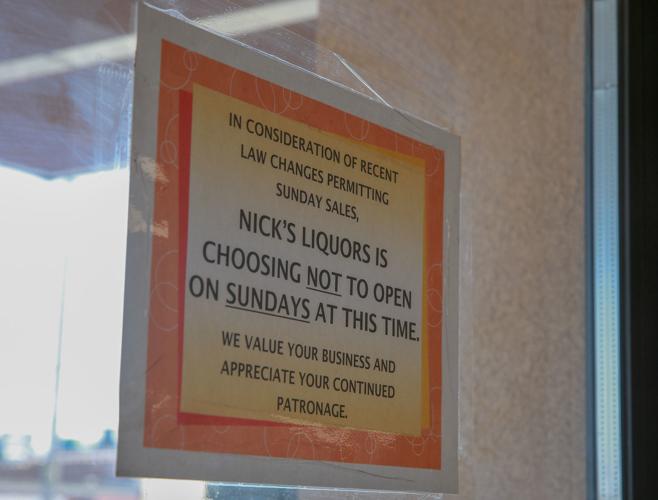 IN CONSIDERATION OF RECENT
LAW CHANGES PERMITTING
SUNDAY SALES,
NICK'S LIQUORS IS
CHOOSING NOT TO OPEN
ON SUNDAYS AT THIS TIME.
WE VALUE YOUR BUSINESS AND
APPRECIATE YOUR CONTINUED
PATRONAGE.